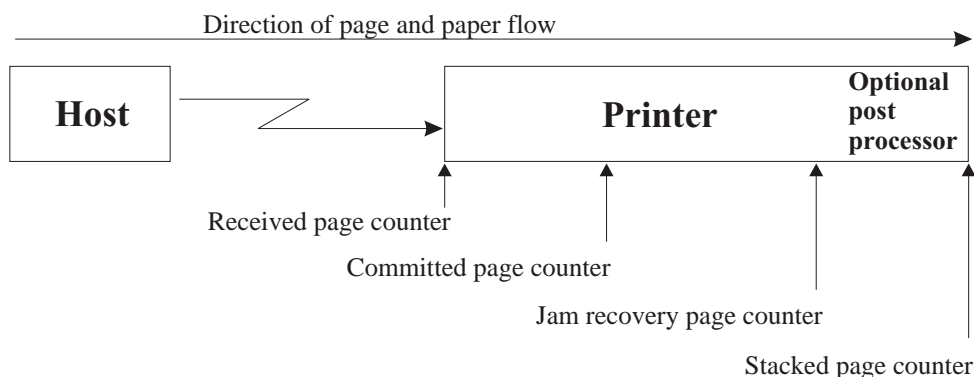 Direction of page and paper flow
Host
Printer
Optional
post
processor
Received page counter
Committed page counter
Jam recovery page counter
Stacked page counter